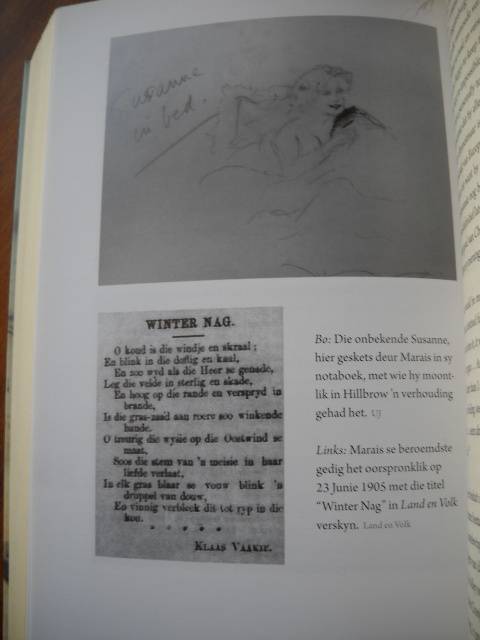 Susanne
in bed.
WINTER NAG.
O koud is die windje en skraal;
En blink in die doflig en kaal,
En zoo wyd als die Heer se genade,
Leg die velde in sterlig en skade,
En hoog op die rande en verspryd in
brande,
Is die gras-zaad aan roere soo winkende
hande.
O treurig die wysie op die Oostwind se
maat,
Soos die stem van 'n meisie in haar
liefde verlaat,
In elk gras blaar se vouw blink 'n
druppel van douw,
En vinnig verbleek dit tot ryp in die
kou.
KLAAS VAAKIE.
Bo: Die onbekende Susanne,
hier geskets deur Marais in sy
notaboek, met wie hy moont-
lik in Hillbrow 'n verhouding
gehad het. UJ
Links: Marais se beroemdste
gedig het oorspronklik op
23 Junie 1905 met die titel
"Winter Nag" in Land en Volk
verskyn. Land en Volk